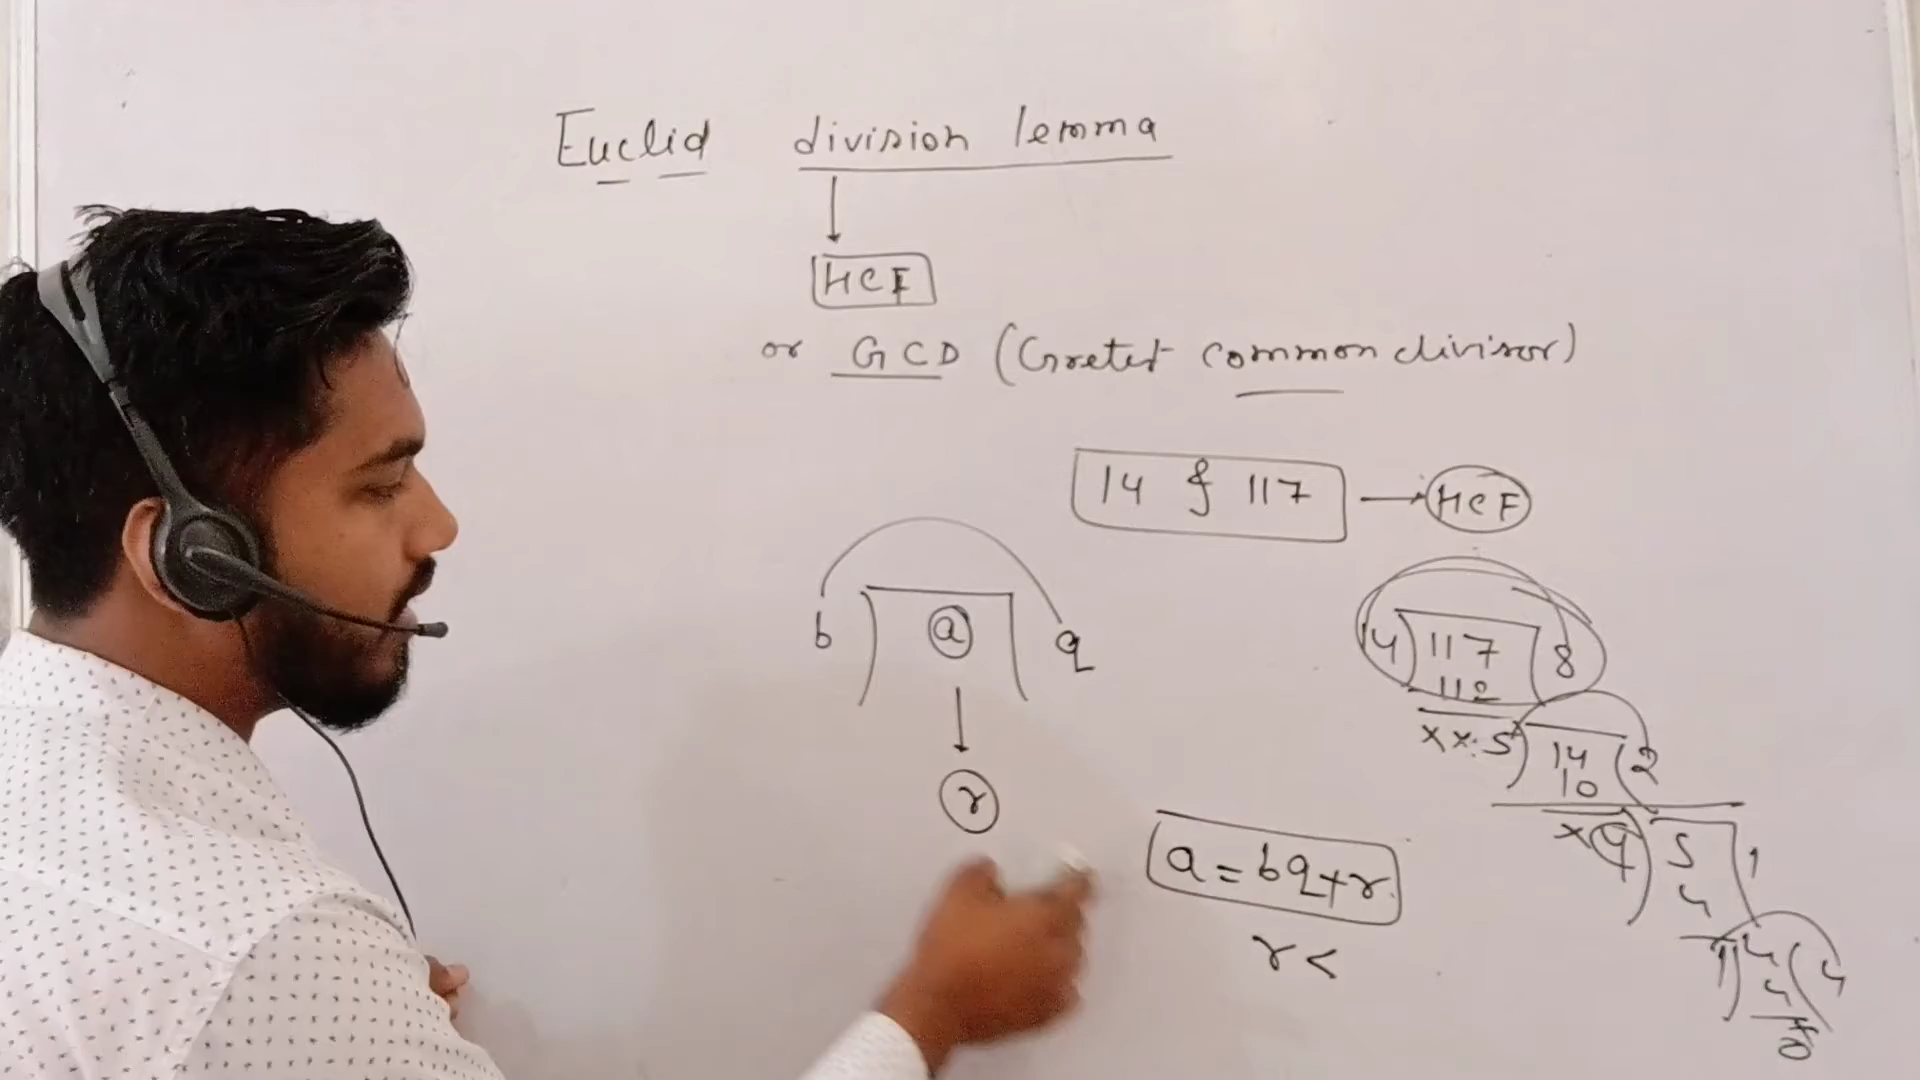 Euclid division lemma
HCF
or GCD (Gretet common divisor)
14 & 117 → HCF
b a q
r
a = bq + r
r <
14) 117 ( 8
112
x x 5) 14 ( 2
10
x 4) 5 ( 1
4
1) 4 ( 4
4
0